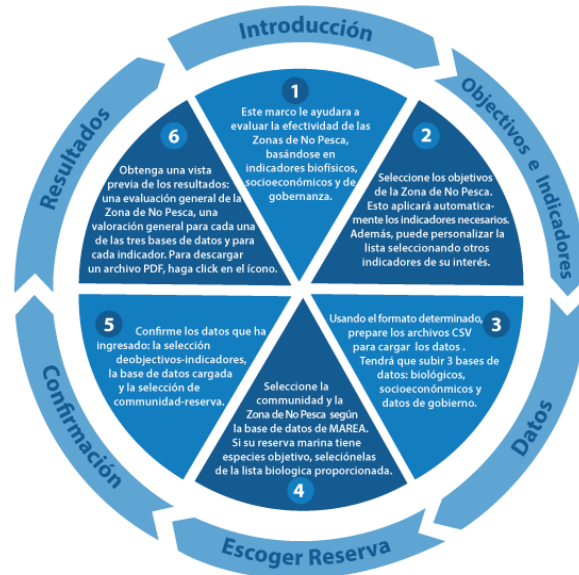 Introducción
1
Este marco le ayudara a
evaluar la efectividad de las
Zonas de No Pesca,
basándose en
indicadores biofísicos,
socioeconómicos y de
gobernanza.
Objectivos e Indicadores
2
Seleccione los objetivos
de la Zona de No Pesca.
Esto aplicará automatica-
mente los indicadores necesarios.
Además, puede personalizar la
lista seleccionando otros
indicadores de su interés.
Datos
3
Usando el formato determinado,
prepare los archivos CSV
para cargar los datos .
Tendrá que subir 3 bases de
datos: biológicos,
socioeconónmicos y
datos de gobierno.
Escoger Reserva
Seleccione la
communidad y la
Zona de No Pesca según
la base de datos de MAREA.
Si su reserva marina tiene
especies objetivo, seleciónelas
de la lista biologica proporcionada.
4
Confirmación
5
Confirme los datos que ha
ingresado: la selección
deobjectivos-indicadores,
la base de datos cargada
y la selección de
communidad-reserva.
Resultados
6
Obtenga una vista
previa de los resultados:
una evaluación general de la
Zona de No Pesca, una
valoración general para cada una
de las tres bases de datos y para
cada indicador. Para descargar
un archivo PDF, haga click en el ícono.